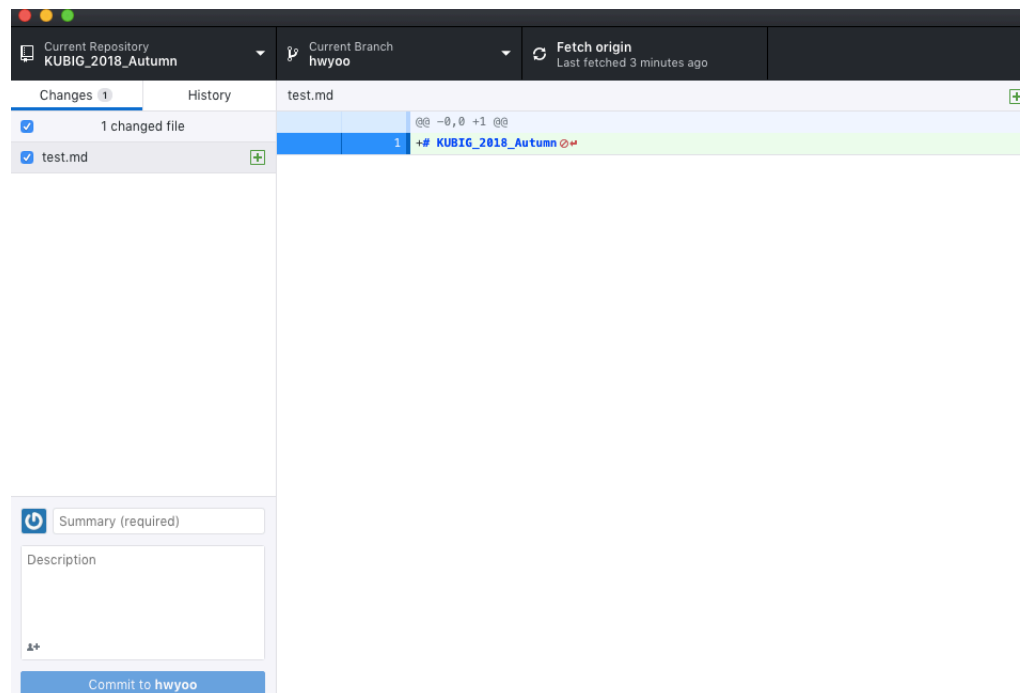 Current Repository
KUBIG_2018_Autumn
Current Branch
hwyoo
Fetch origin
Last fetched 3 minutes ago
Changes 1
History
test.md
1 changed file
@@ -0,0 +1 @@
test.md
1 +# KUBIG_2018_Autumn
Summary (required)
Description
Commit to hwyoo